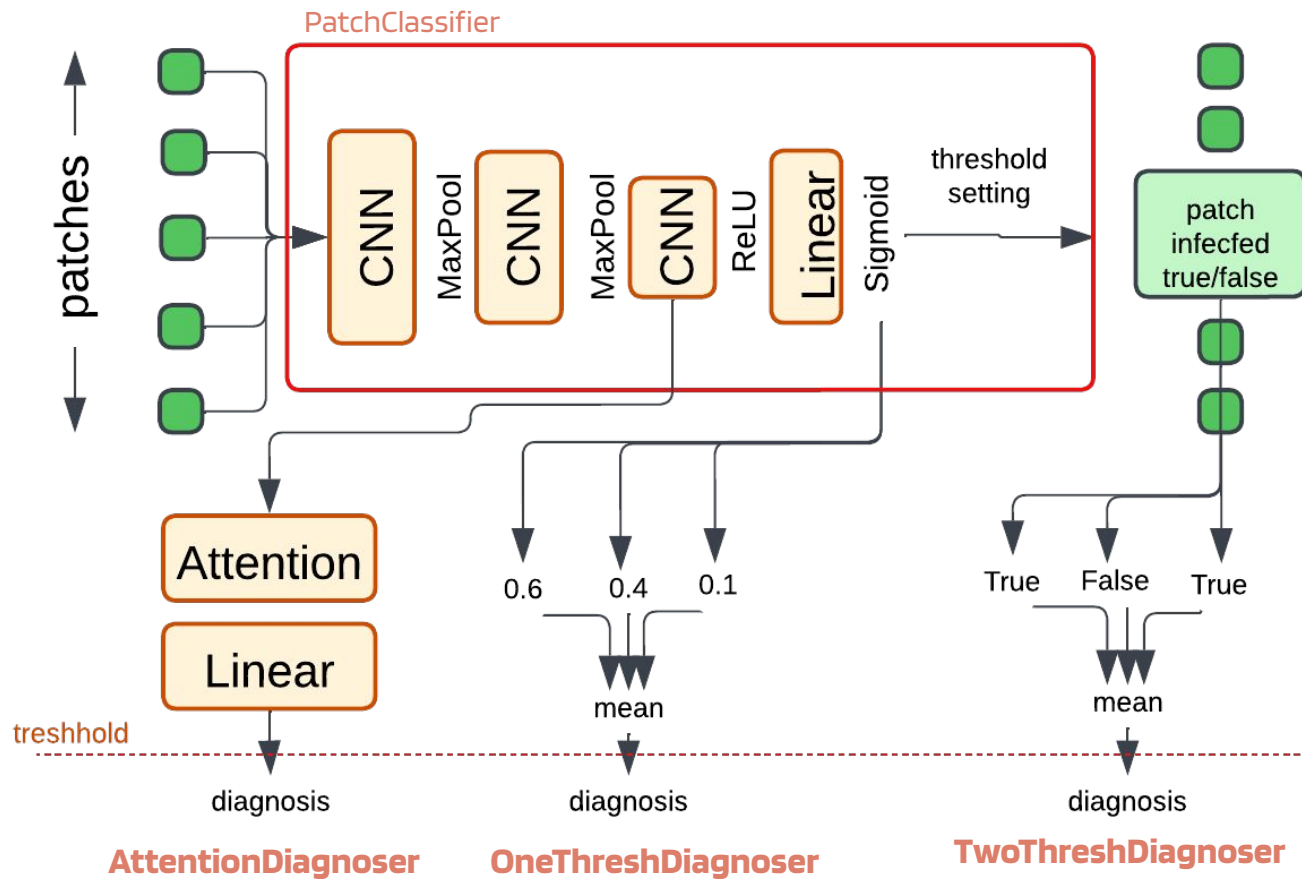 PatchClassifier
patches
CNN
MaxPool
CNN
MaxPool
CNN
ReLU
Linear
Sigmoid
threshold
setting
patch
infecfed
true/false
Attention
Linear
0.6
0.4
0.1
True
False
True
mean
mean
treshhold
diagnosis
diagnosis
diagnosis
AttentionDiagnoser
OneThreshDiagnoser
TwoThreshDiagnoser